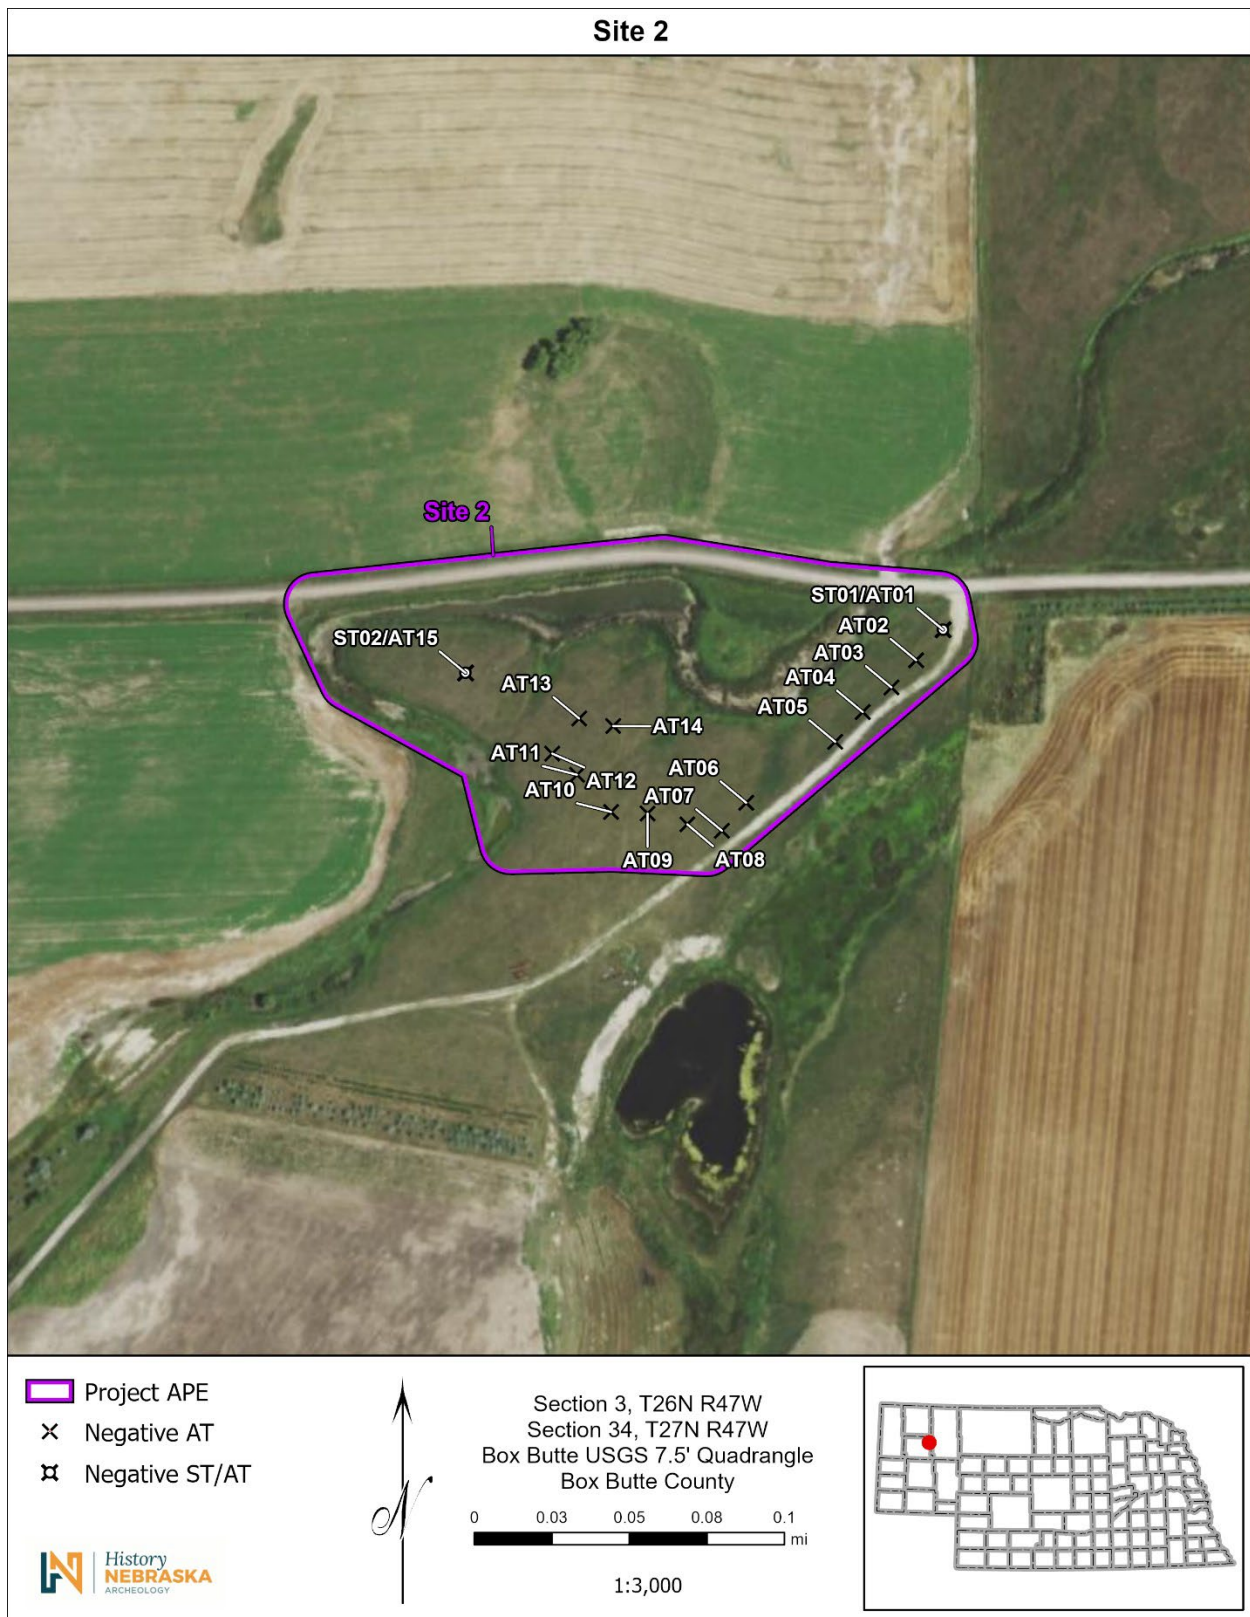 Site 2
Site 2
ST01/AT01
AT02
AT03
AT04
AT05
ST02/AT15
AT13
AT14
AT11
AT12
AT06
AT10
AT07
AT09
AT08
Project APE
Negative AT
Negative ST/AT
History
NEBRASKA
ARCHEOLOGY
N
Section 3, T26N R47W
Section 34, T27N R47W
Box Butte USGS 7.5' Quadrangle
Box Butte County
0 0.03 0.05 0.08 0.1
mi
1:3,000